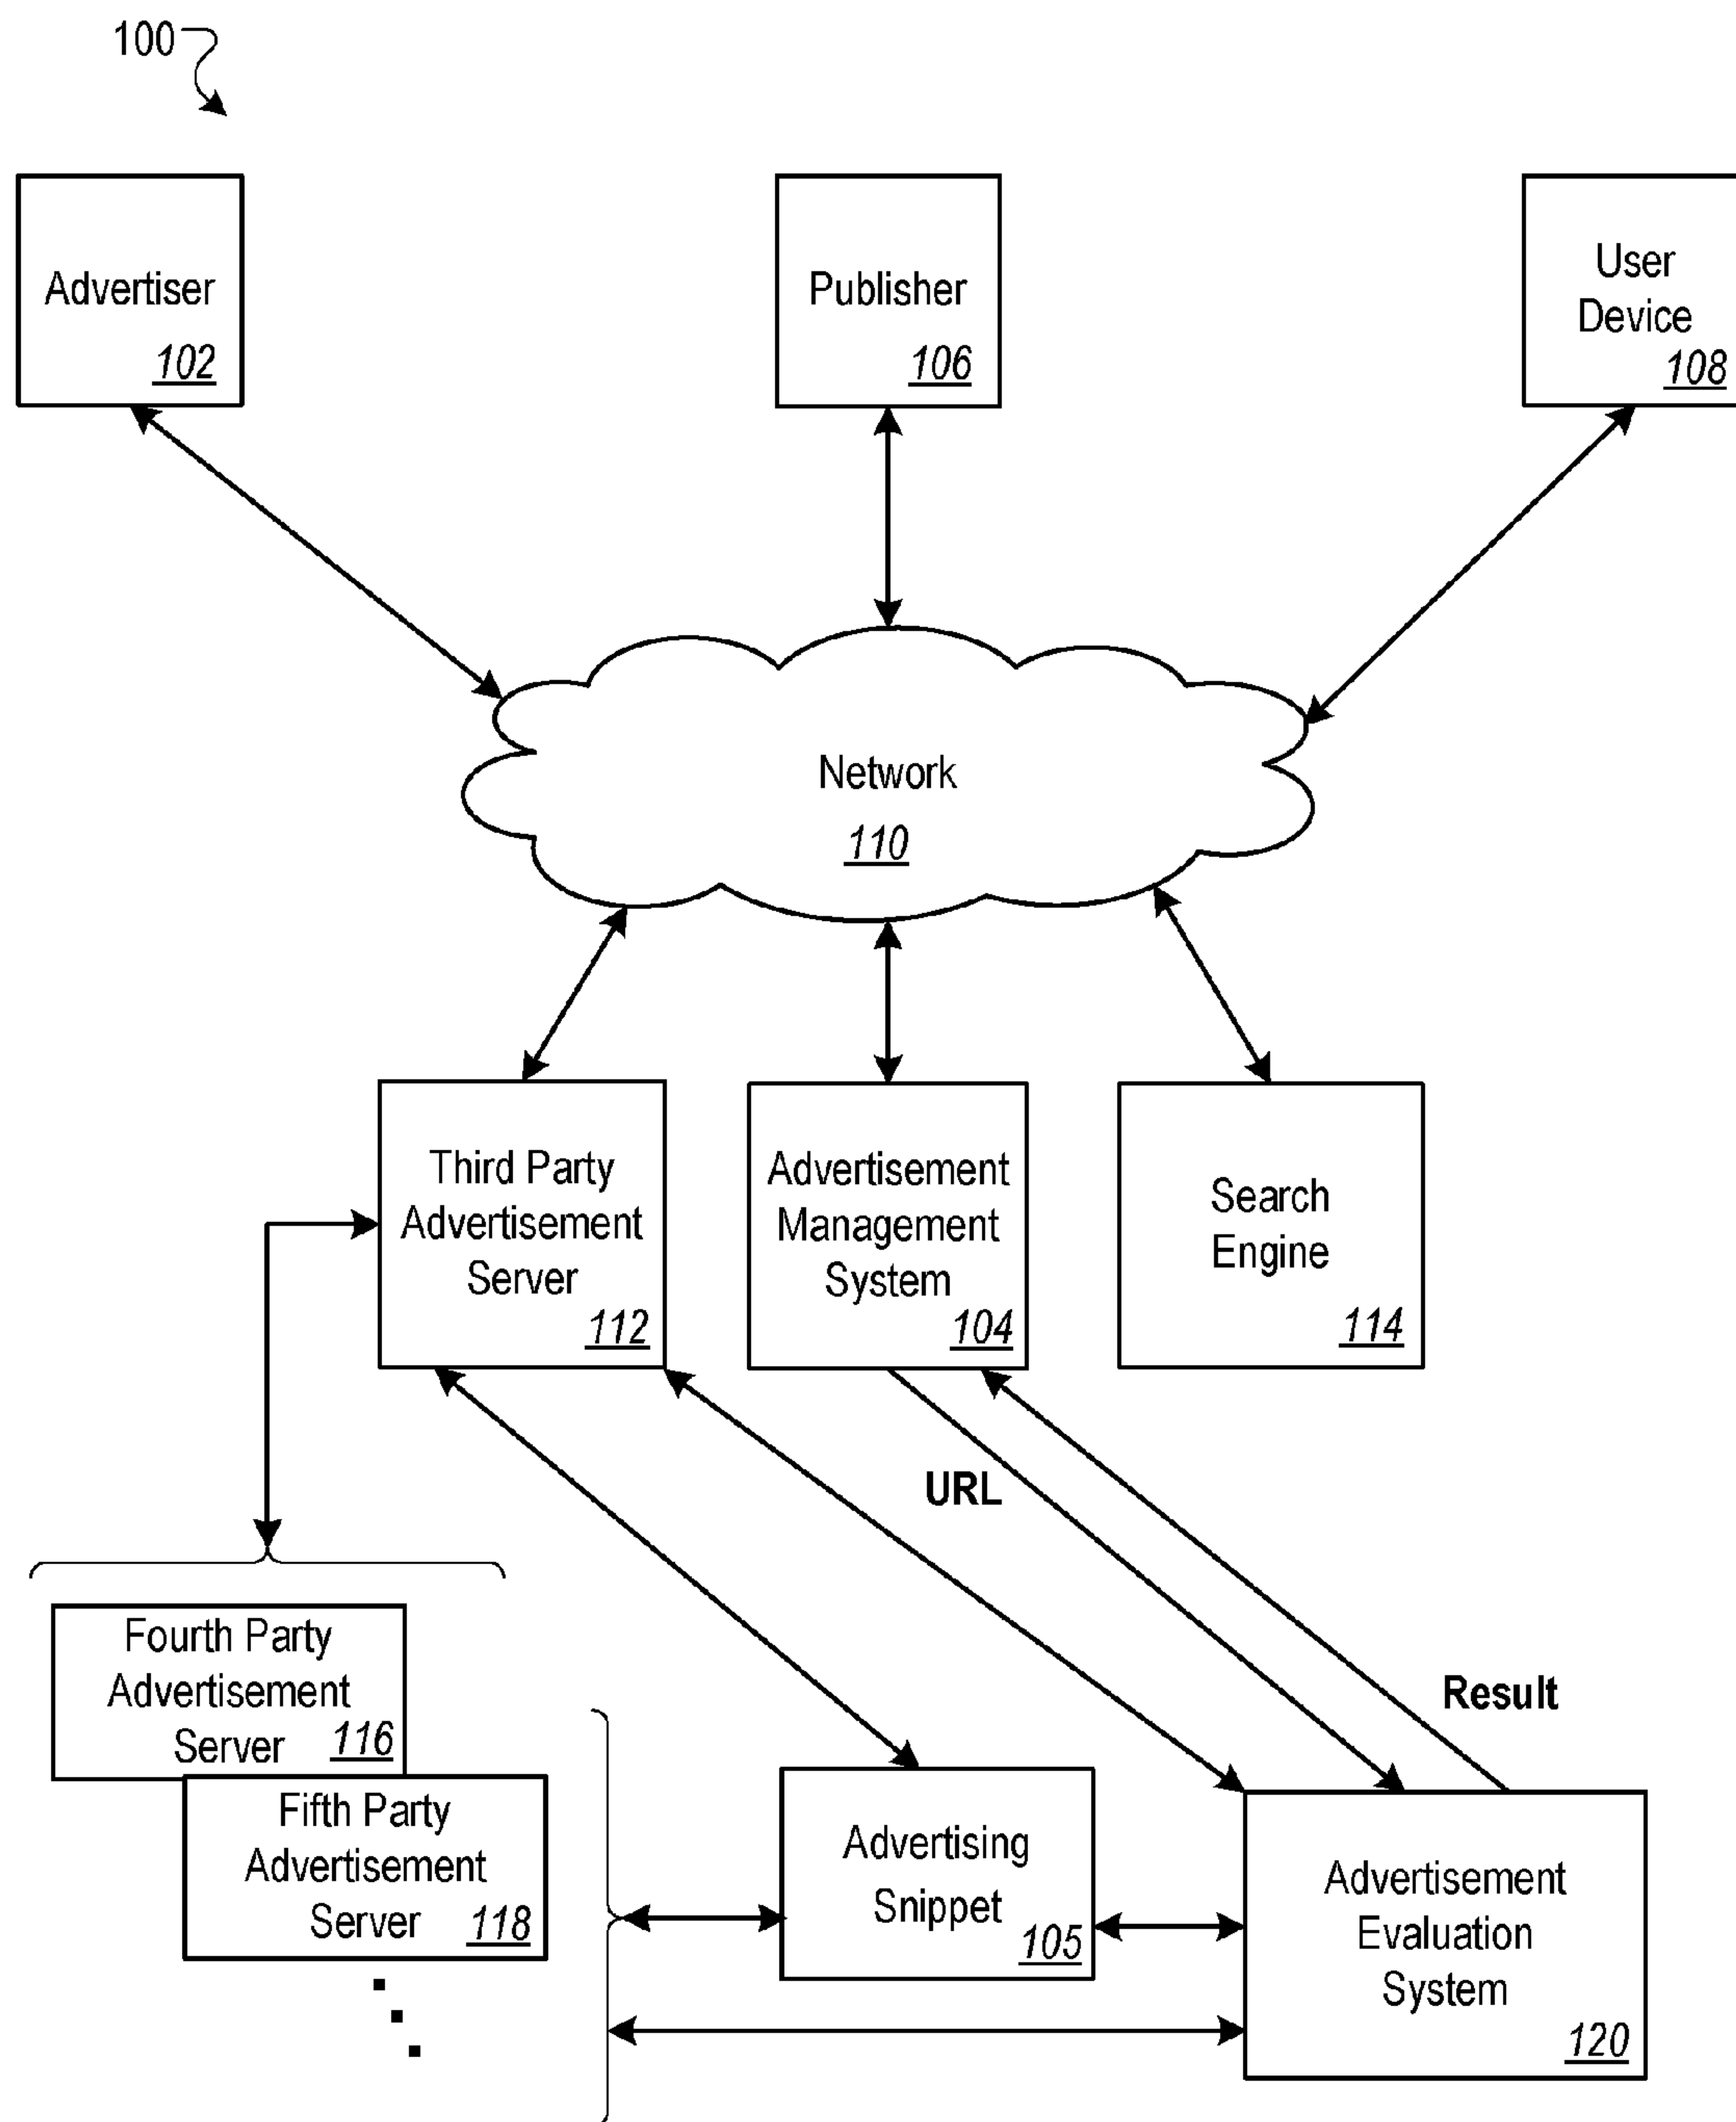 100
Advertiser
102
Publisher
106
User
Device
108
Network
110
Third Party
Advertisement
Server
112
Advertisement
Management
System
104
Search
Engine
114
URL
Result
Fourth Party
Advertisement
Server
116
Fifth Party
Advertisement
Server
118
Advertising
Snippet
105
Advertisement
Evaluation
System
120